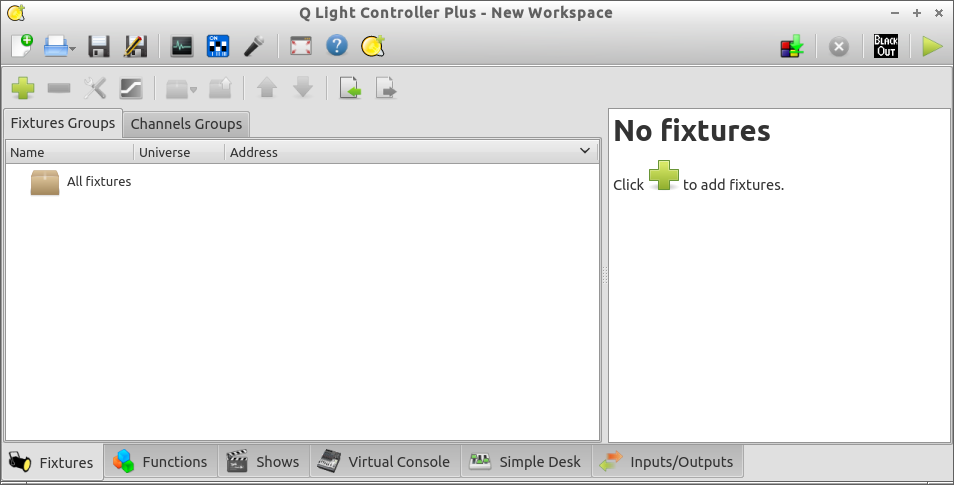 Q Light Controller Plus - New Workspace
ON
BLACK
OUT
Fixtures Groups Channels Groups
Name Universe Address
All fixtures
No fixtures
Click to add fixtures.
Fixtures Functions Shows Virtual Console Simple Desk Inputs/Outputs